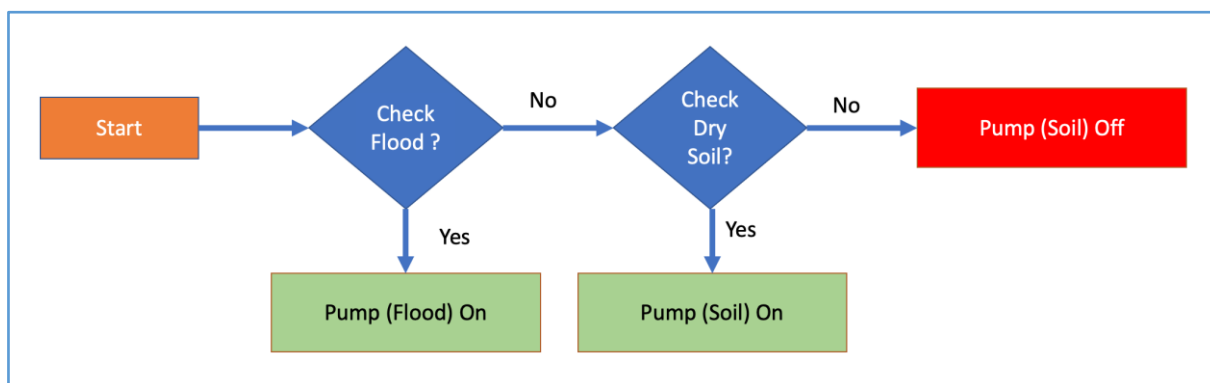 Start
Check
Flood ?
No
Check
Dry
Soil?
No
Pump (Soil) Off
Yes
Yes
Pump (Flood) On
Pump (Soil) On